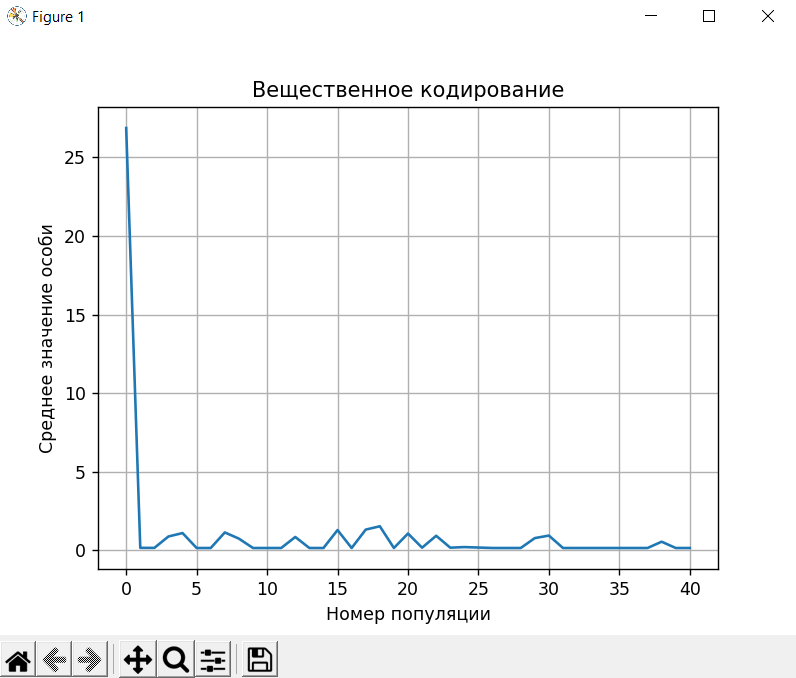 Figure 1
Вещественное кодирование
Среднее значение особи
25
20
15
10
5
0
0 5 10 15 20 25 30 35 40
Номер популяции